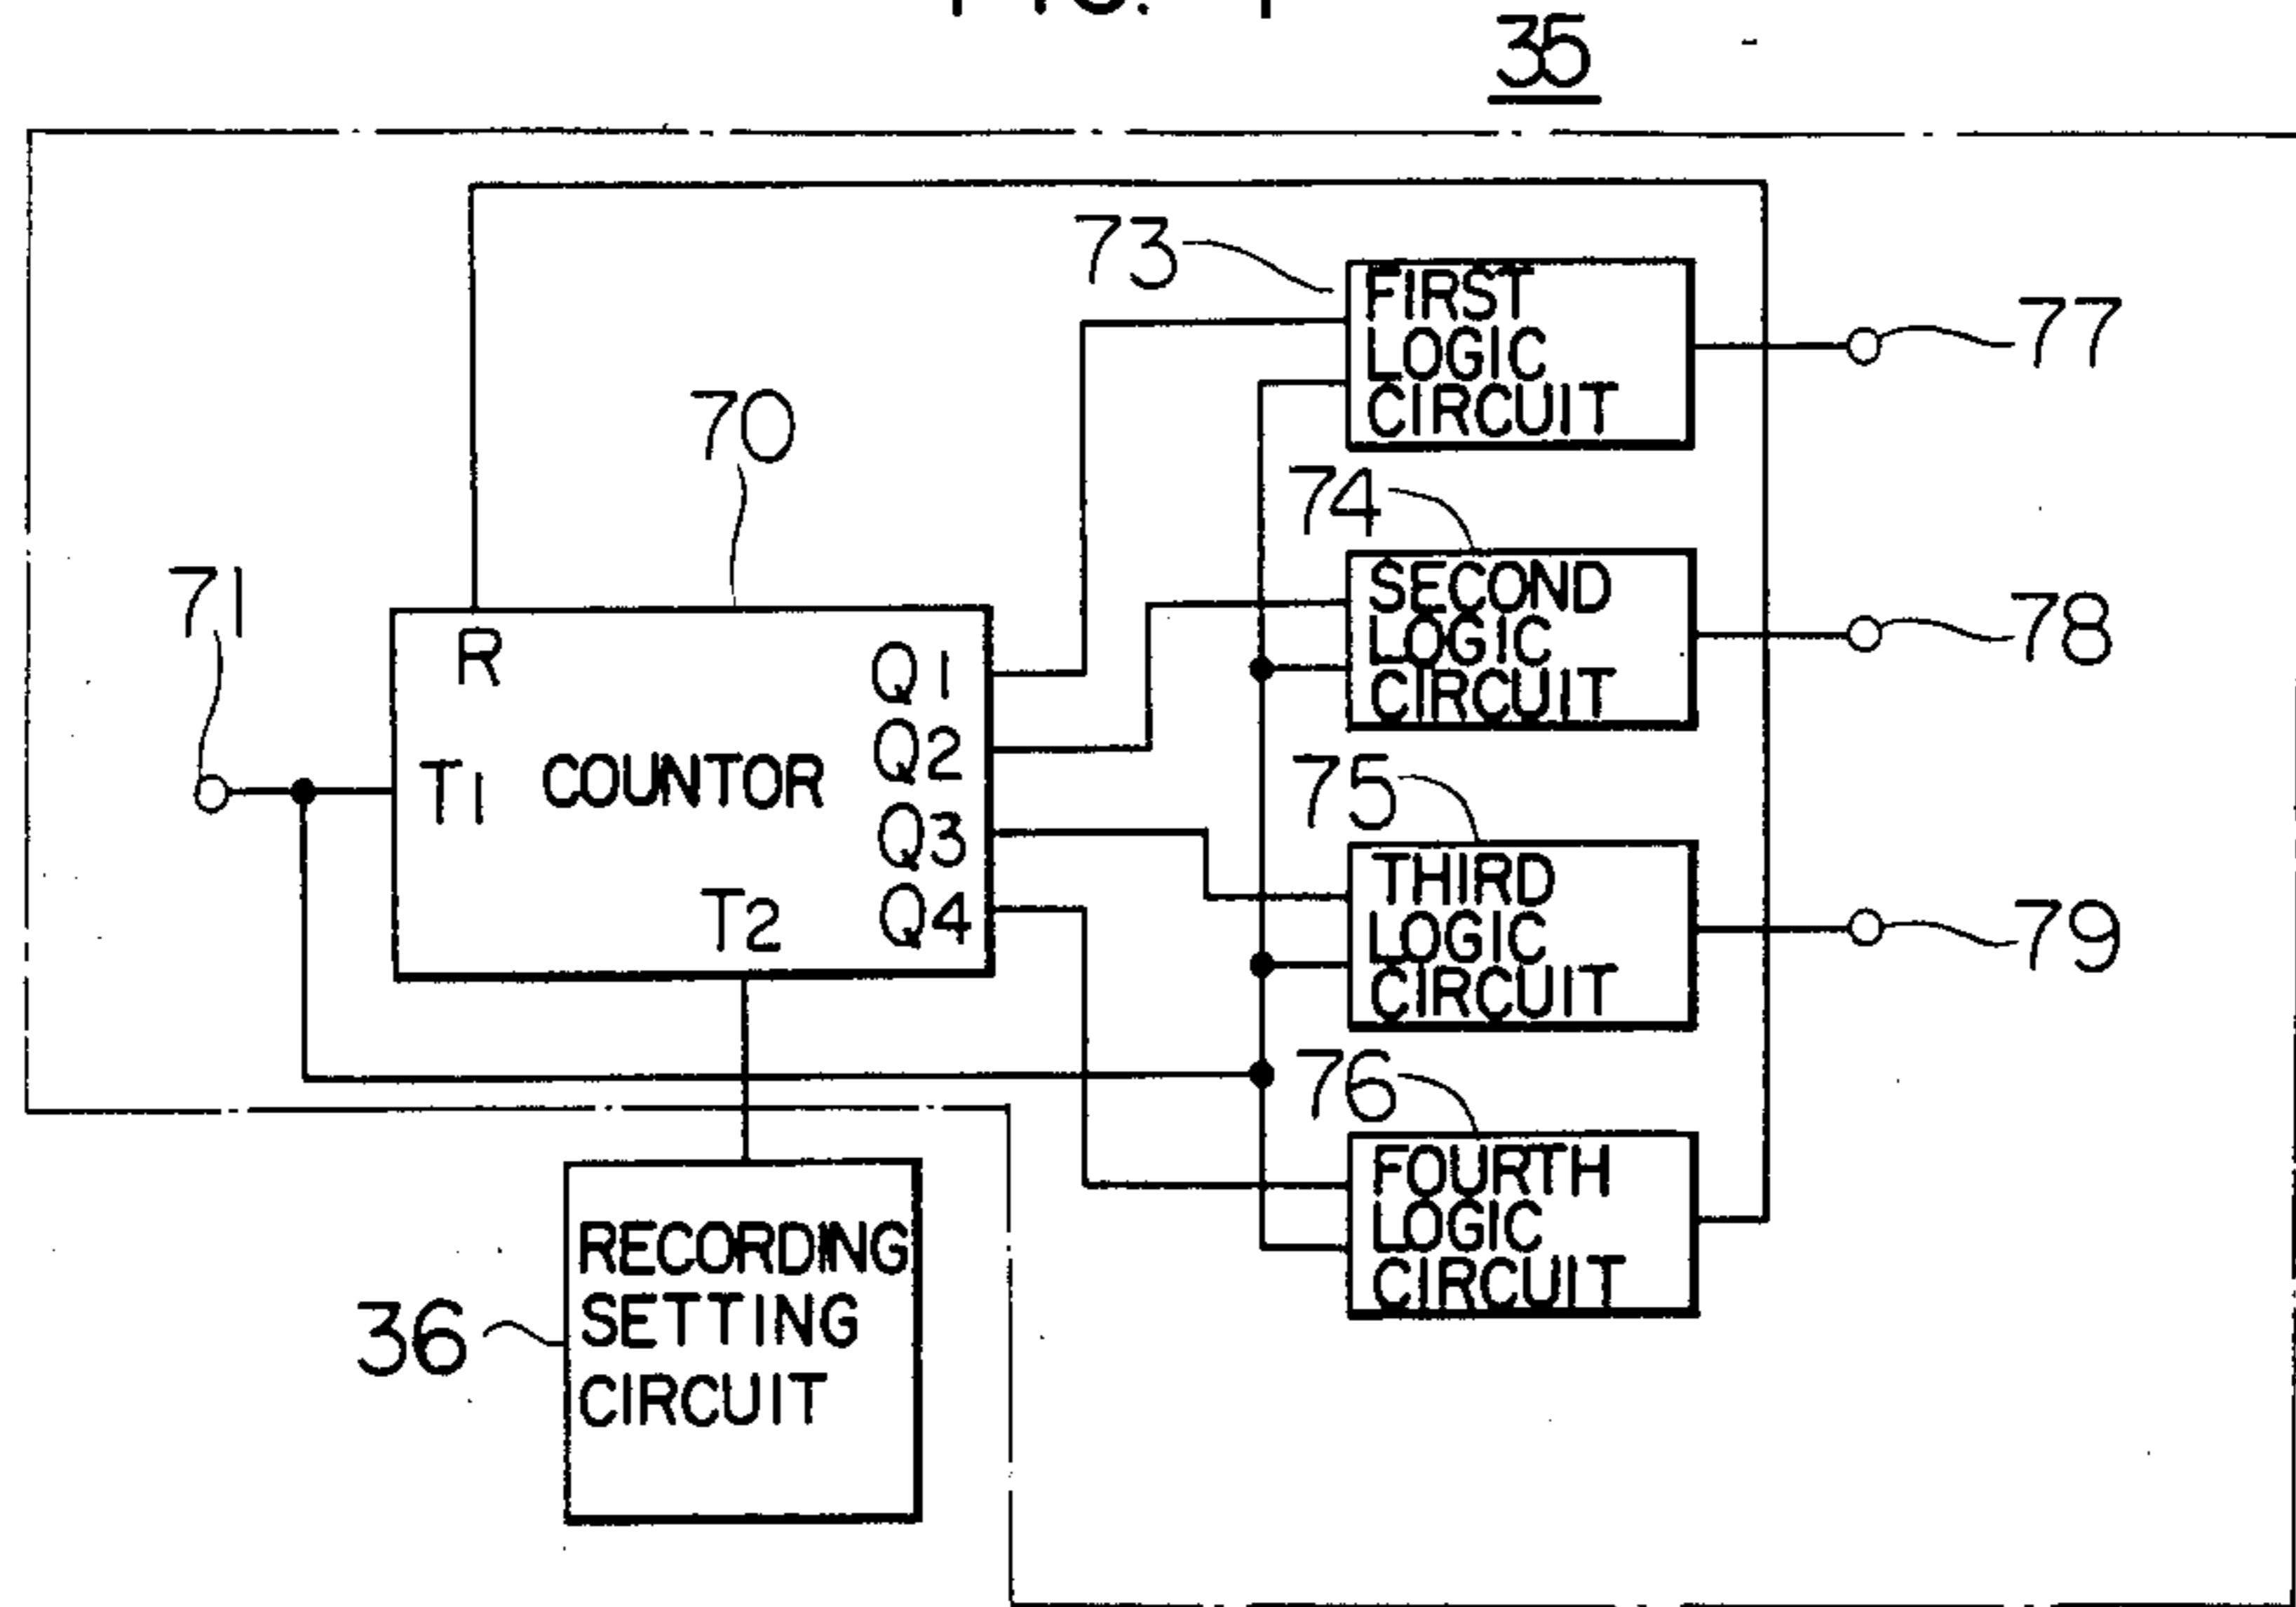 35
73
FIRST
LOGIC
CIRCUIT
77
70
74
SECOND
LOGIC
CIRCUIT
78
71
R
Q1
Q2
T1 COUNTOR
Q3
T2
Q4
75
THIRD
LOGIC
CIRCUIT
79
76
FOURTH
LOGIC
CIRCUIT
36
RECORDING
SETTING
CIRCUIT